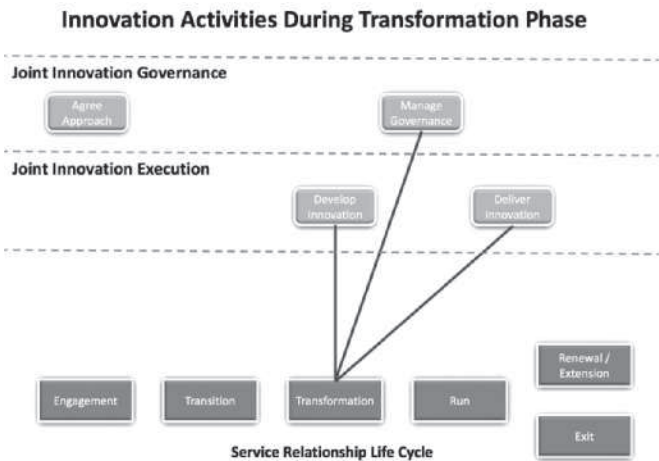 Innovation Activities During Transformation Phase
Joint Innovation Governance
Agree
Approach
Manage
Governance
Joint Innovation Execution
Develop
Innovation
Deliver
Innovation
Renewal /
Extension
Engagement
Transition
Transformation
Run
Exit
Service Relationship Life Cycle